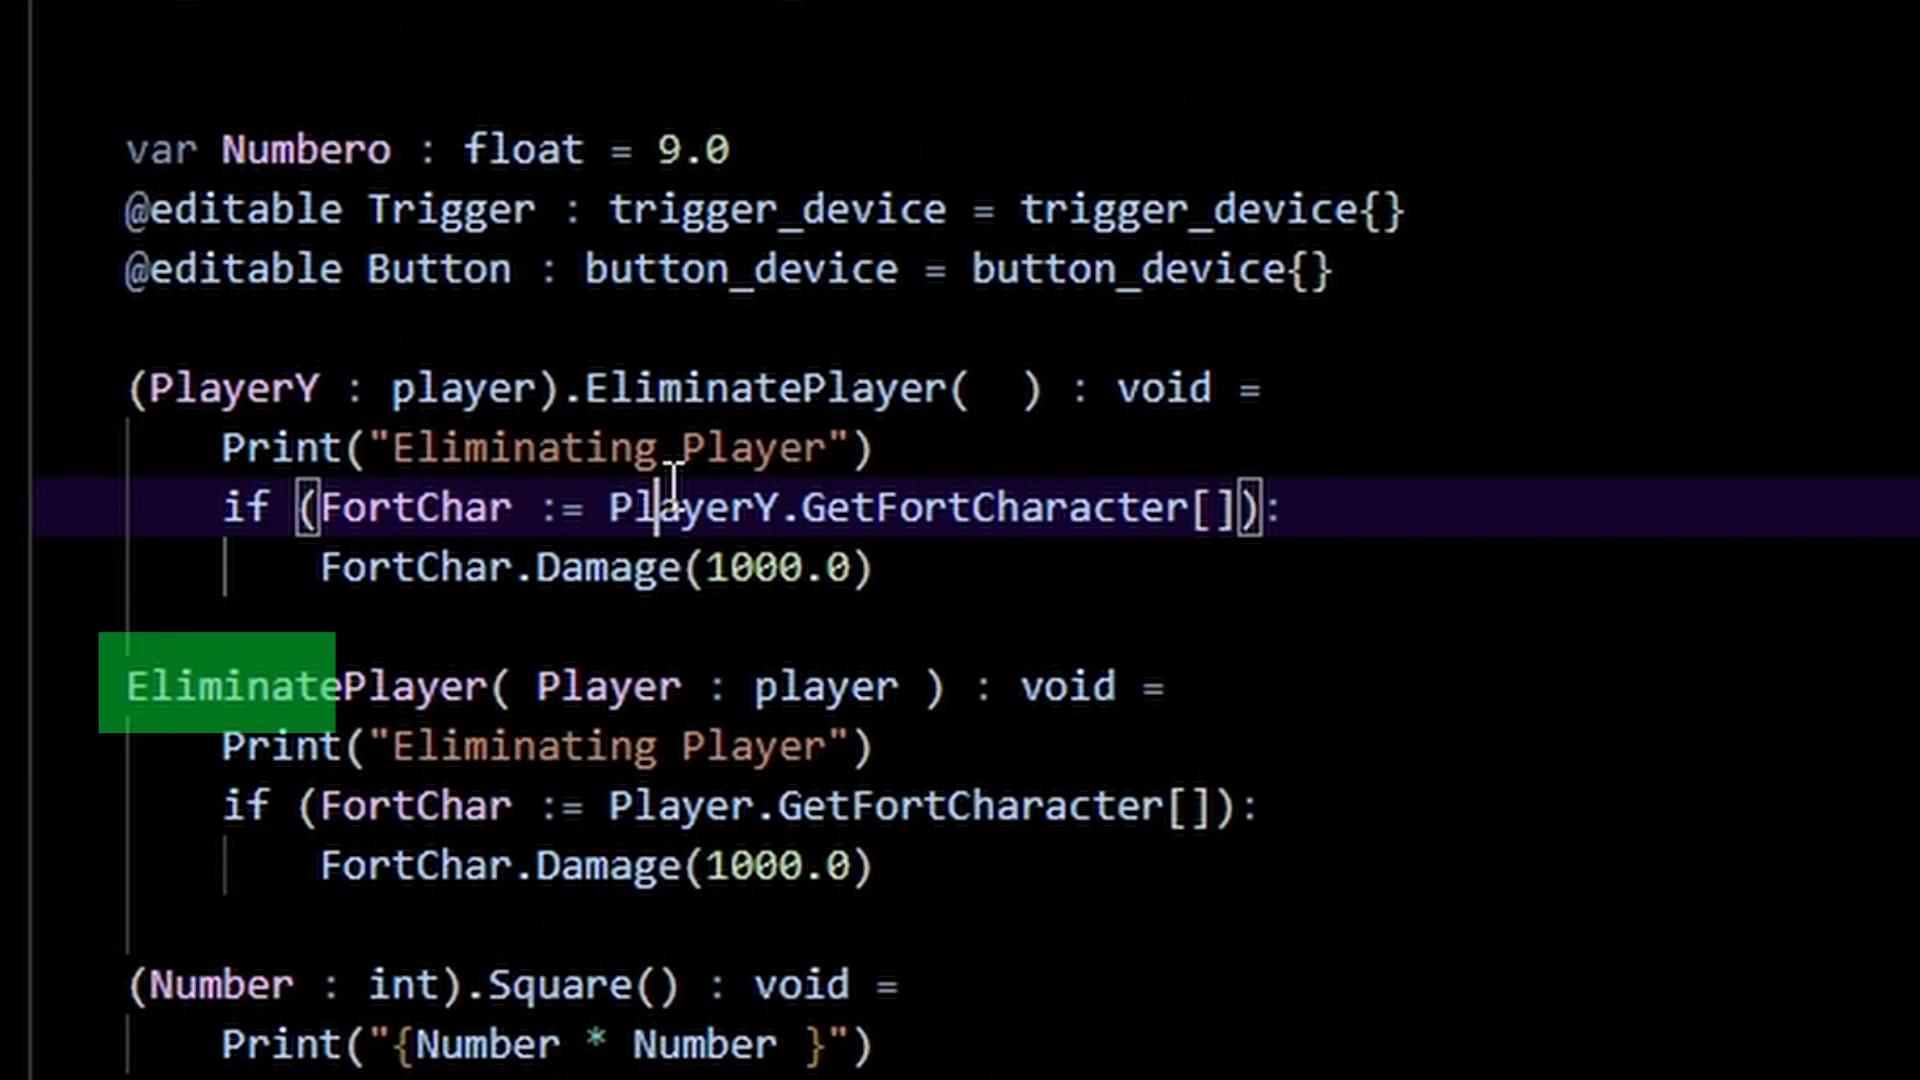 var Numbero : float = 9.0
@editable Trigger : trigger_device = trigger_device{}
@editable Button : button_device = button_device{}
(PlayerY : player).EliminatePlayer(  ) : void =
Print("Eliminating Player")
if (FortChar := PlayerY.GetFortCharacter[]):
FortChar.Damage(1000.0)
EliminatePlayer( Player : player ) : void =
Print("Eliminating Player")
if (FortChar := Player.GetFortCharacter[]):
FortChar.Damage(1000.0)
(Number : int).Square() : void =
Print("{Number * Number }")